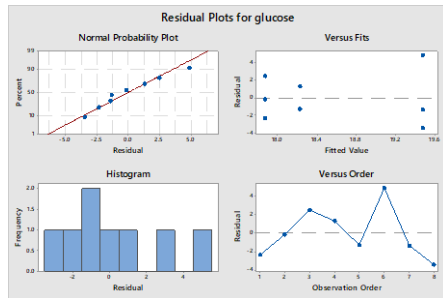 Residual Plots for glucose
Normal Probability Plot
99
90
50
10
1
Percent
-5.0 -2.5 0.0 2.5 5.0
Residual
Versus Fits
4
2
0
-2
-4
Residual
18.0 18.4 18.8 19.2 19.6
Fitted Value
Histogram
2.0
1.5
1.0
0.5
0.0
Frequency
-2 0 2 4
Residual
Versus Order
4
2
0
-2
-4
Residual
1 2 3 4 5 6 7 8
Observation Order